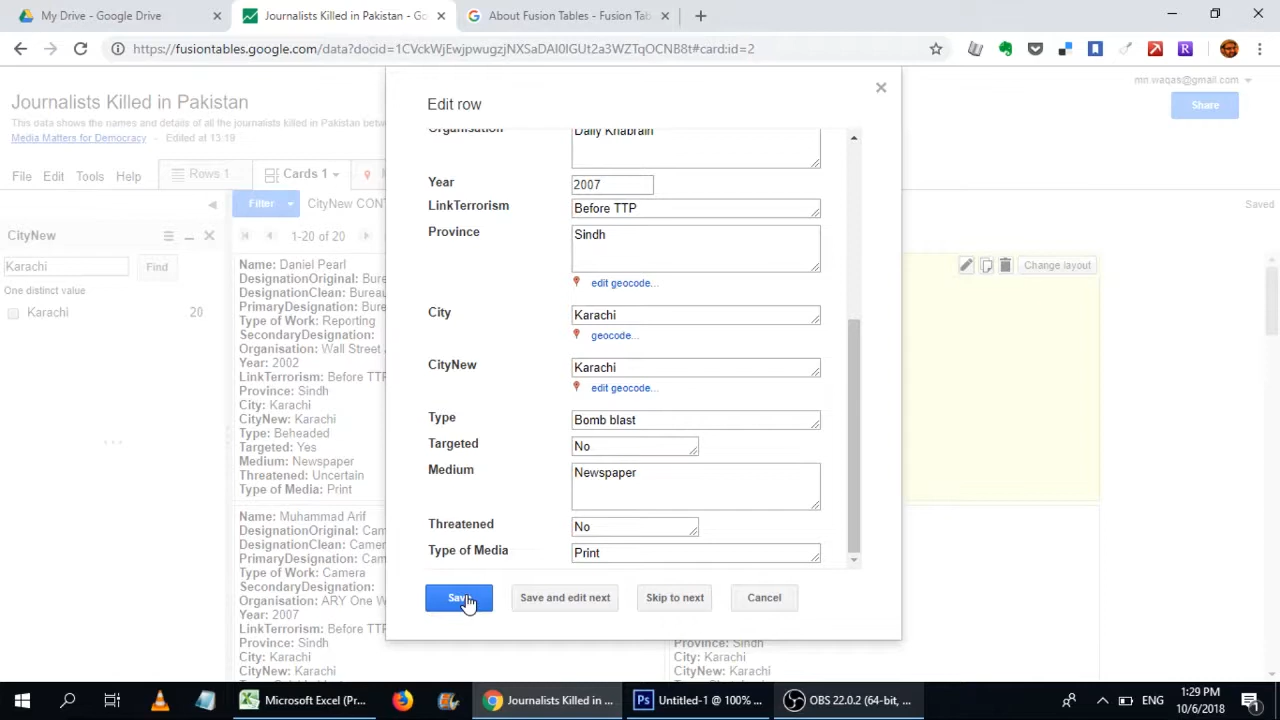 My Drive - Google Drive
Journalists Killed in Pakistan - Go
About Fusion Tables - Fusion Tab
https://fusiontables.google.com/data?docid=1CVckWjEwjpwugzjNXSaDAI0lGUt2a3WZTqOCNB8t#card:id=2
mn.waqas@gmail.com
Journalists Killed in Pakistan
This data shows the names and details of all the journalists killed in Pakistan betwe
Media Matters for Democracy - Edited at 13:19
Share
File Edit Tools Help
Rows 1
Cards 1
Filter
CityNew CONT
Saved
CityNew
1-20 of 20
Karachi
Find
One distinct value
Karachi 20
Name: Daniel Pearl
DesignationOriginal: Bure
DesignationClean: Bureau
PrimaryDesignation: Bure
Type of Work: Reporting
SecondaryDesignation:
Organisation: Wall Street
Year: 2002
LinkTerrorism: Before TTP
Province: Sindh
City: Karachi
CityNew: Karachi
Type: Beheaded
Targeted: Yes
Medium: Newspaper
Threatened: Uncertain
Type of Media: Print
Name: Muhammad Arif
DesignationOriginal: Cam
DesignationClean: Camer
PrimaryDesignation: Cam
Type of Work: Camera
SecondaryDesignation:
Organisation: ARY One W
Year: 2007
LinkTerrorism: Before TTP
Province: Sindh
City: Karachi
CityNew: Karachi
Edit row
Organisation Daily Khabrain
Year 2007
LinkTerrorism Before TTP
Province Sindh
edit geocode...
City Karachi
geocode...
CityNew Karachi
edit geocode...
Type Bomb blast
Targeted No
Medium Newspaper
Threatened No
Type of Media Print
Save
Save and edit next
Skip to next
Cancel
Change layout
Province: Sindh
City: Karachi
CityNew: Karachi
Microsoft Excel (Pr...
Journalists Killed in ...
Untitled-1 @ 100% ...
OBS 22.0.2 (64-bit, ...
ENG
1:29 PM
10/6/2018
1